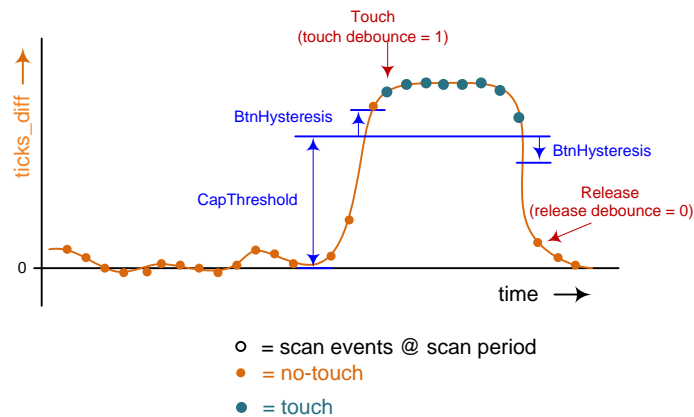 Touch
(touch debounce = 1)
ticks_diff
BtnHysteresis
BtnHysteresis
CapThreshold
Release
(release debounce = 0)
0
time
= scan events @ scan period
= no-touch
= touch